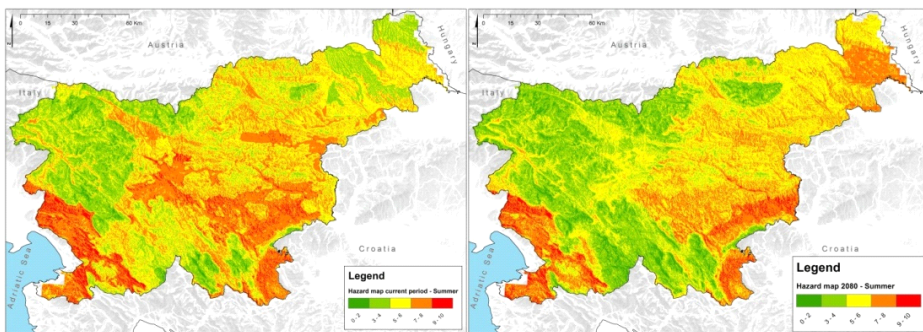 0 15 30 60 Km
Austria
Hungary
Italy
Croatia
Adriatic Sea
Legend
Hazard map current period - Summer
0 - 2
3 - 4
5 - 6
7 - 8
9 - 10
0 15 30 60 Km
Austria
Hungary
Italy
Croatia
Adriatic Sea
Legend
Hazard map 2080 - Summer
0 - 2
3 - 4
5 - 6
7 - 8
9 - 10